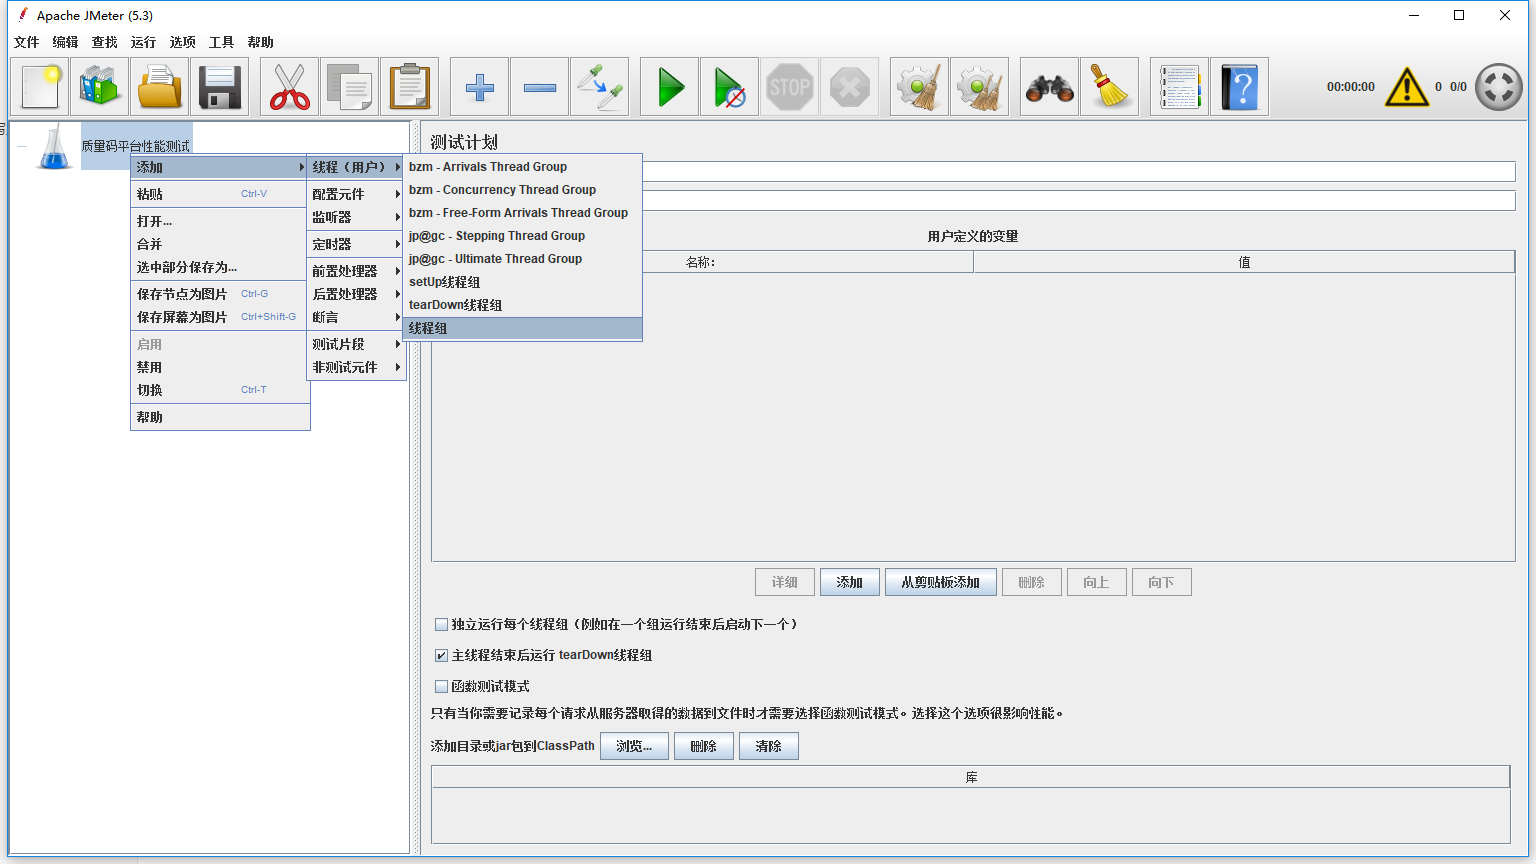 Apache JMeter (5.3)
文件 编辑 查找 运行 选项 工具 帮助
STOP
00:00:00 0 0/0
质量码平台性能测试
添加
粘贴 Ctrl-V
打开...
合并
选中部分保存为...
保存节点为图片 Ctrl-G
保存屏幕为图片 Ctrl+Shift-G
启用
禁用
切换 Ctrl-T
帮助
线程（用户）
配置元件
监听器
定时器
前置处理器
后置处理器
断言
测试片段
非测试元件
bzm - Arrivals Thread Group
bzm - Concurrency Thread Group
bzm - Free-Form Arrivals Thread Group
jp@gc - Stepping Thread Group
jp@gc - Ultimate Thread Group
setUp线程组
tearDown线程组
线程组
测试计划
用户定义的变量
名称: 值
详细 添加 从剪贴板添加 删除 向上 向下
独立运行每个线程组（例如在一个组运行结束后启动下一个）
主线程结束后运行 tearDown线程组
函数测试模式
只有当你需要记录每个请求从服务器取得的数据到文件时才需要选择函数测试模式。选择这个选项很影响性能。
添加目录或jar包到ClassPath 浏览... 删除 清除
库